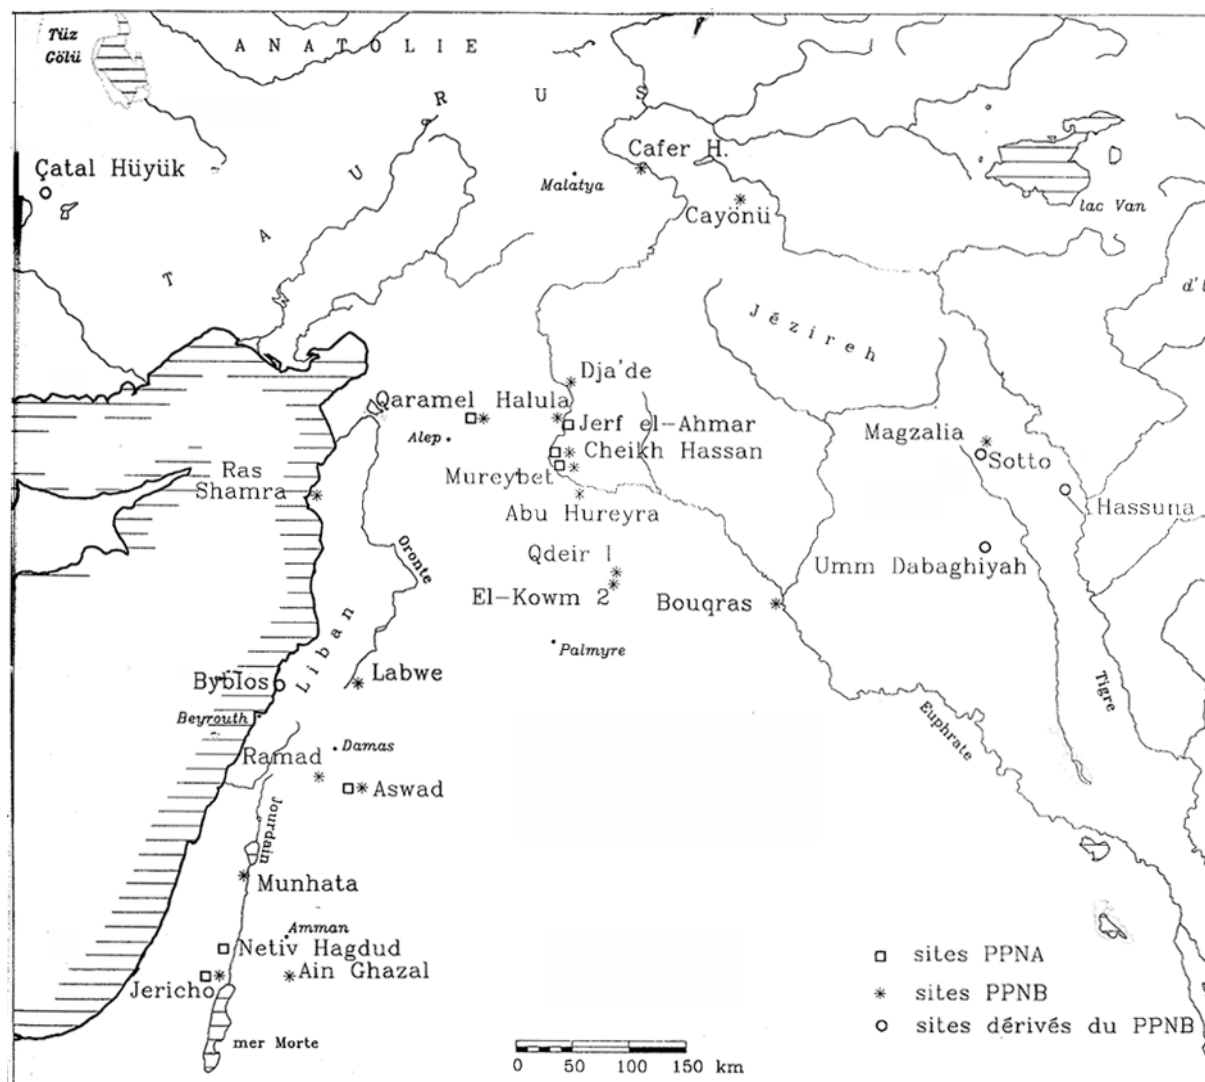 Tüz
Gölü
ANATOLIE
TAURUS
Çatal Hüyük
Cafer H.
Malatya
Cayönü
lac Van
d'l
Jézireh
Dja'de
Qaramel
Halula
Jerf el-Ahmar
Alep
Cheikh Hassan
Magzalia
Sotto
Ras
Shamra
Mureybet
Abu Hureyra
Hassuna
Oronte
Qdeir 1
El-Kowm 2
Umm Dabaghiyah
Bouqras
Liban
Palmyre
Labwe
Byblos
Tigre
Beyrouth
Euphrate
Damas
Ramad
Aswad
Jourdain
Munhata
Amman
Netiv Hagdud
Ain Ghazal
Jericho
mer Morte
sites PPNA
sites PPNB
sites dérivés du PPNB
0 50 100 150 km